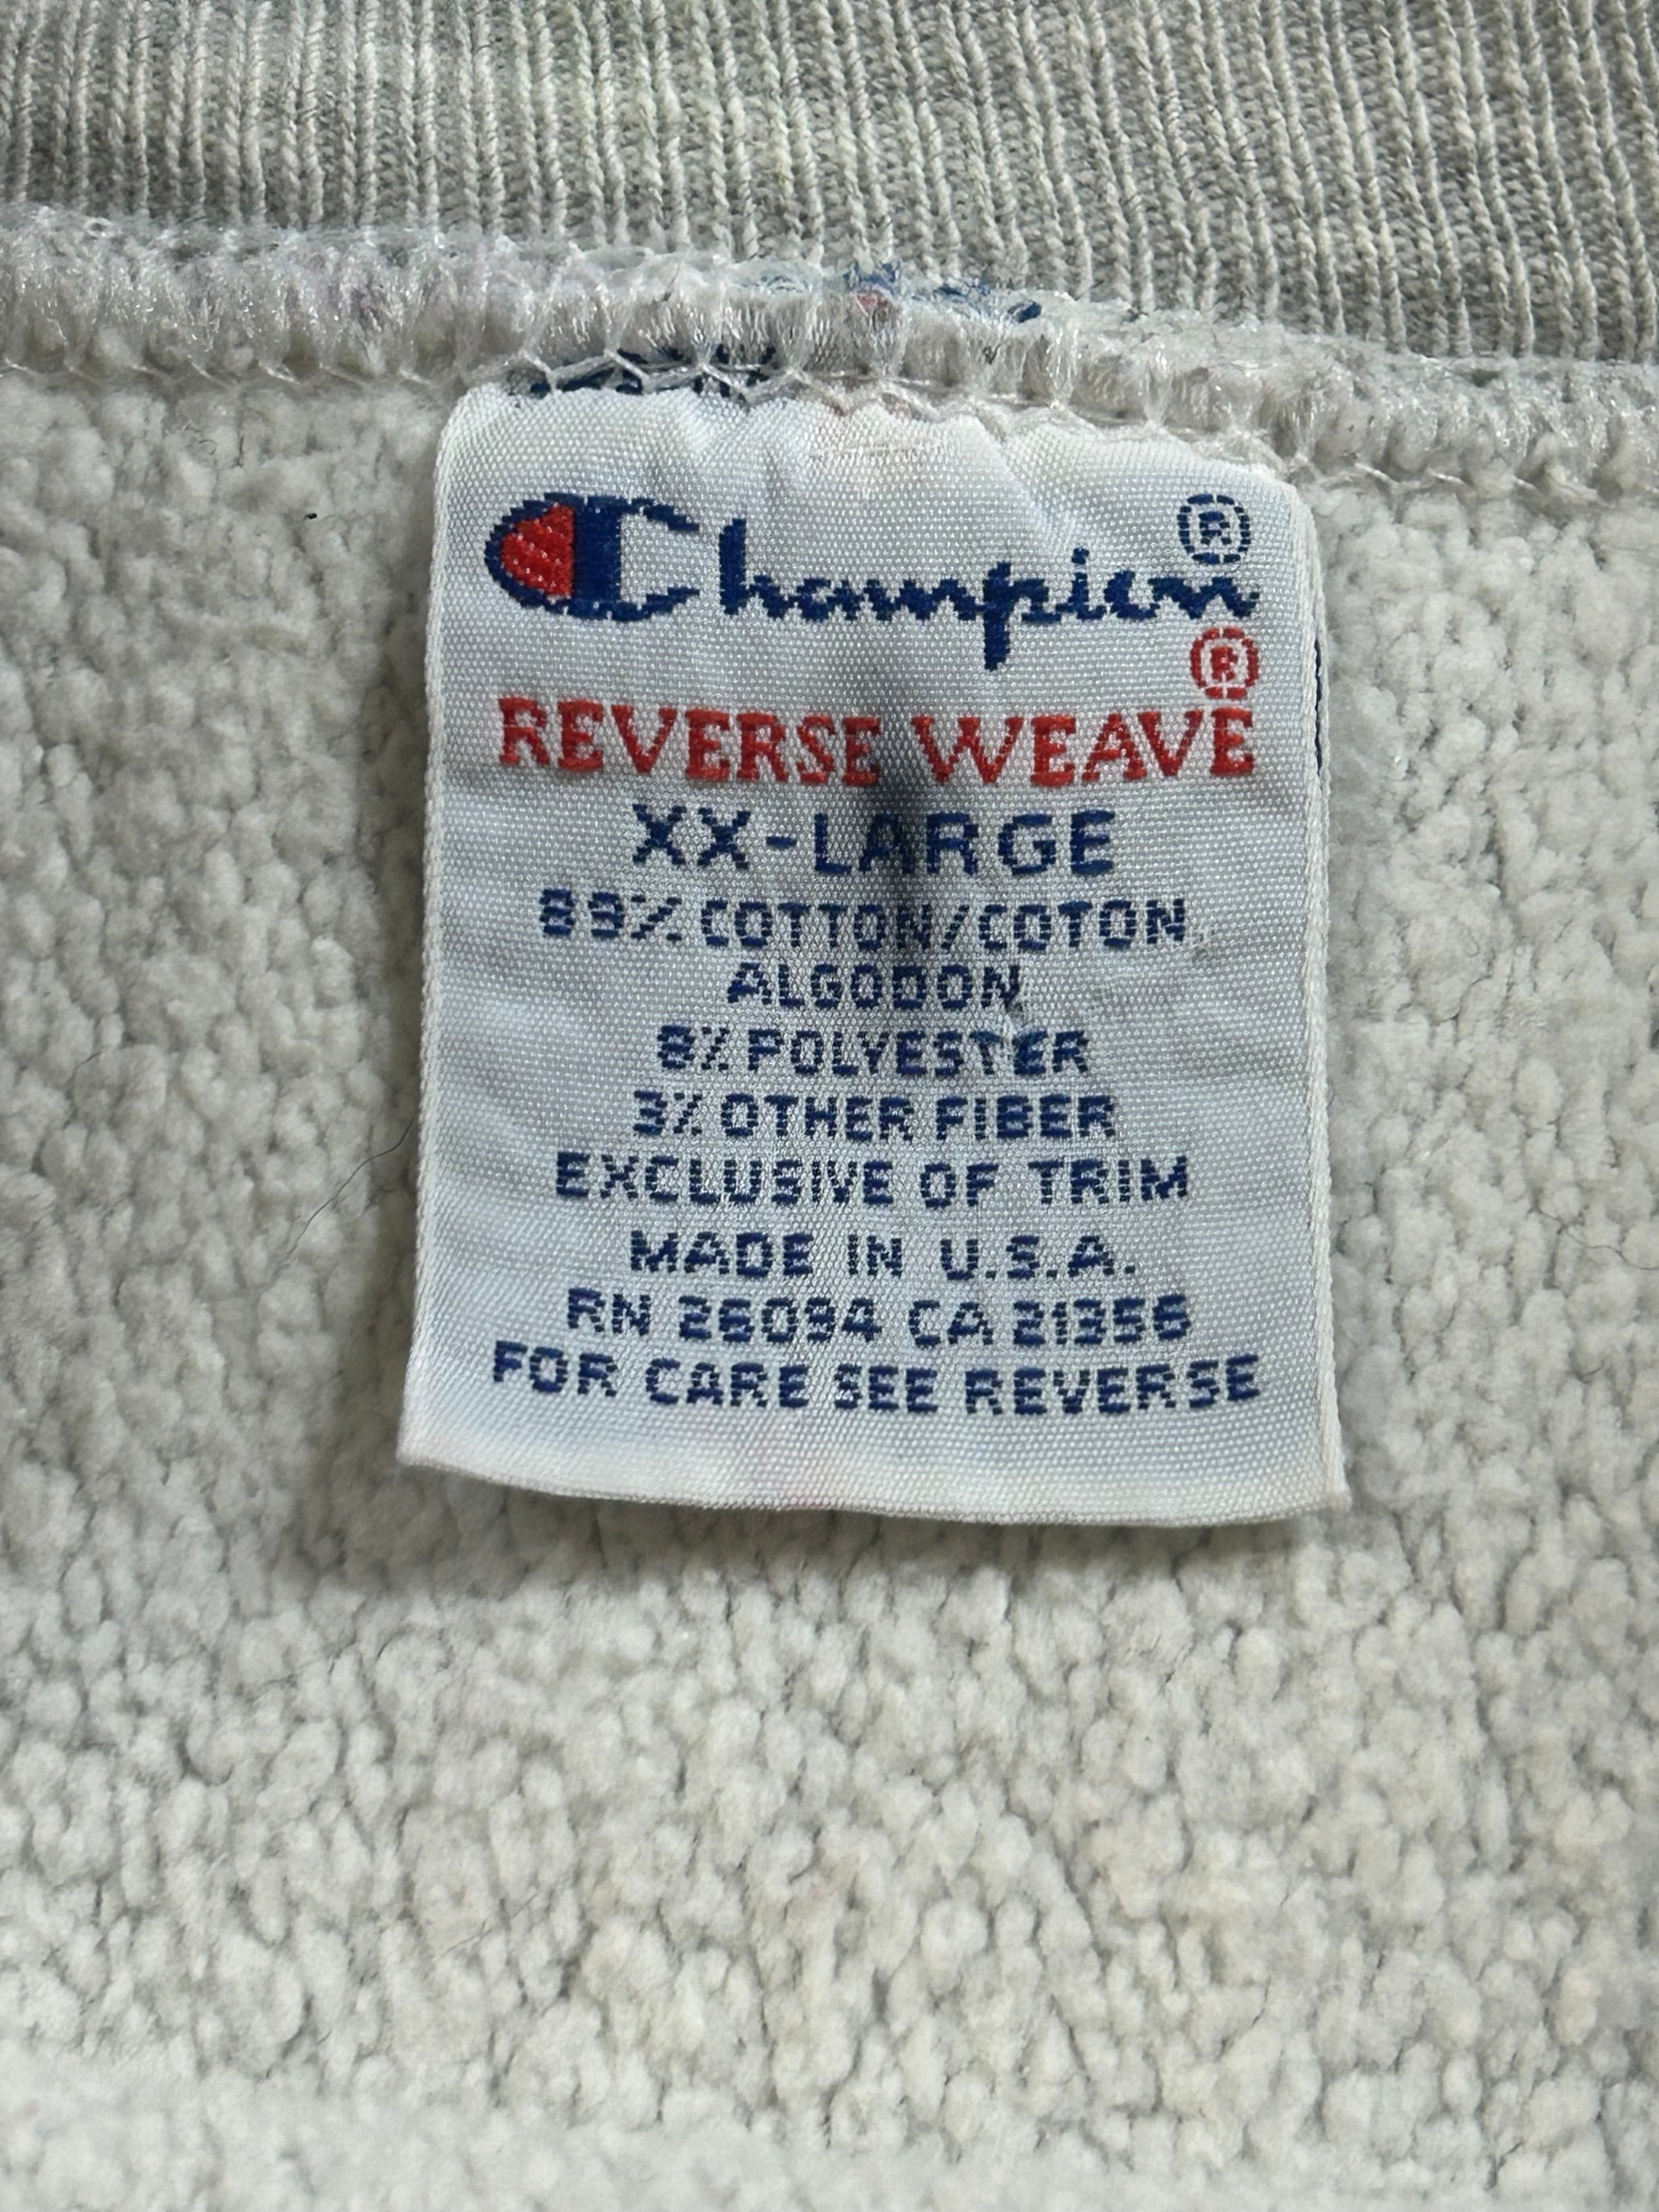 Champion®
REVERSE WEAVE®
XX-LARGE
89% COTTON/COTON
ALGODON
8% POLYESTER
3% OTHER FIBER
EXCLUSIVE OF TRIM
MADE IN U.S.A.
RN 26094 CA 21356
FOR CARE SEE REVERSE